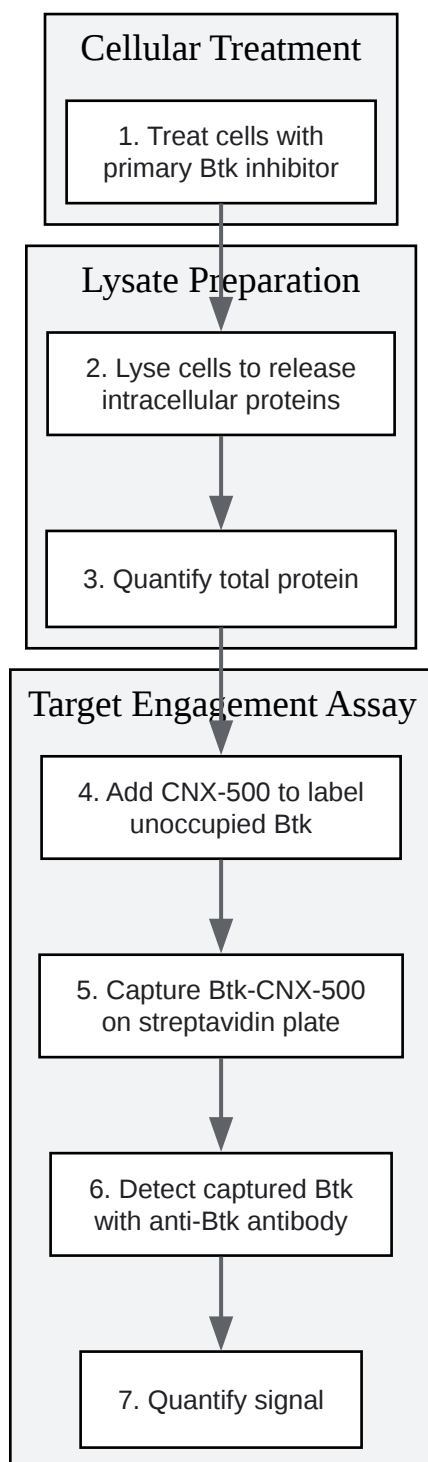 Cellular Treatment
1. Treat cells with
primary Btk inhibitor
Lysate Preparation
2. Lyse cells to release
intracellular proteins
3. Quantify total protein
Target Engagement Assay
4. Add CNX-500 to label
unoccupied Btk
5. Capture Btk-CNX-500
on streptavidin plate
6. Detect captured Btk
with anti-Btk antibody
7. Quantify signal